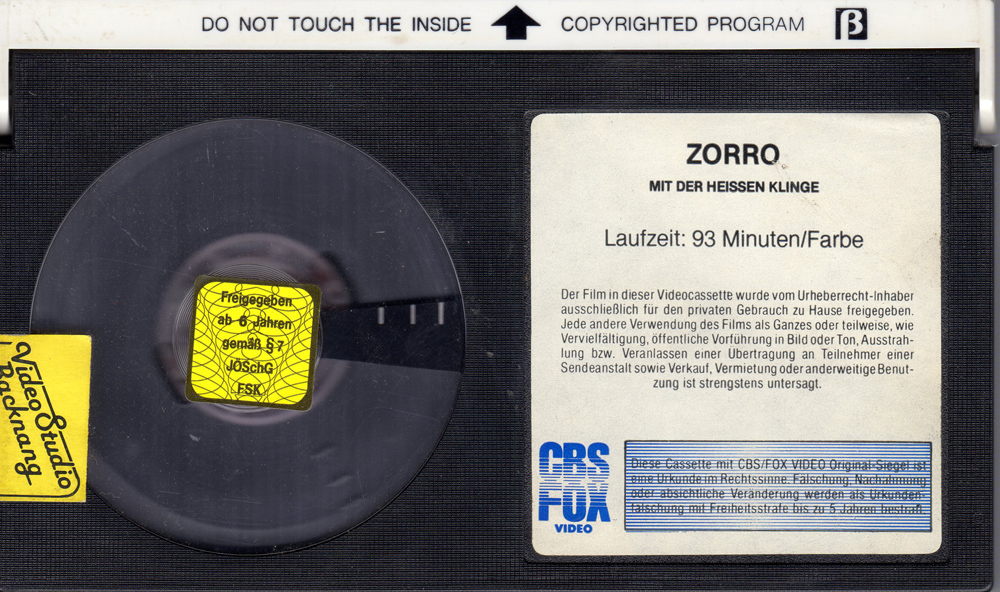 DO NOT TOUCH THE INSIDE COPYRIGHTED PROGRAM β
ZORRO
MIT DER HEISSEN KLINGE
Laufzeit: 93 Minuten/Farbe
Der Film in dieser Videocassette wurde vom Urheberrecht-Inhaber
ausschließlich für den privaten Gebrauch zu Hause freigegeben.
Jede andere Verwendung des Films als Ganzes oder teilweise, wie
Vervielfältigung, öffentliche Vorführung in Bild oder Ton, Ausstrah-
lung bzw. Veranlassen einer Übertragung an Teilnehmer einer
Sendeanstalt sowie Verkauf, Vermietung oder anderweitige Benut-
zung ist strengstens untersagt.
CBS
FOX
VIDEO
Diese Cassette mit CBS/FOX VIDEO Original-Siegel ist
eine Urkunde im Rechtssinne. Fälschung, Nachahmung
oder absichtliche Veränderung werden als Urkunden-
fälschung mit Freiheitsstrafe bis zu 5 Jahren bestraft.
Freigegeben
ab 6 Jahren
gemäß § 7
JÖSchG
FSK
Video Studio
Backnang